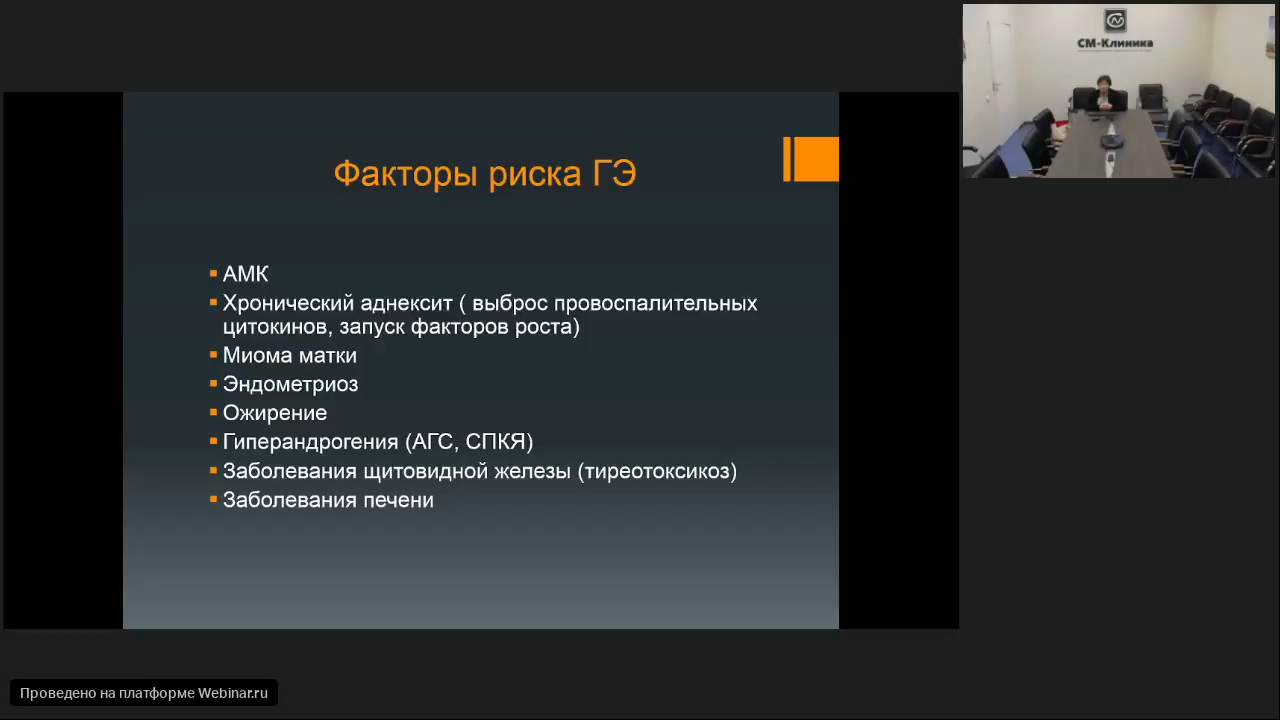 Факторы риска ГЭ
АМК
Хронический аднексит ( выброс провоспалительных
цитокинов, запуск факторов роста)
Миома матки
Эндометриоз
Ожирение
Гиперандрогения (АГС, СПКЯ)
Заболевания щитовидной железы (тиреотоксикоз)
Заболевания печени
СМ-Клиника
Проведено на платформе Webinar.ru